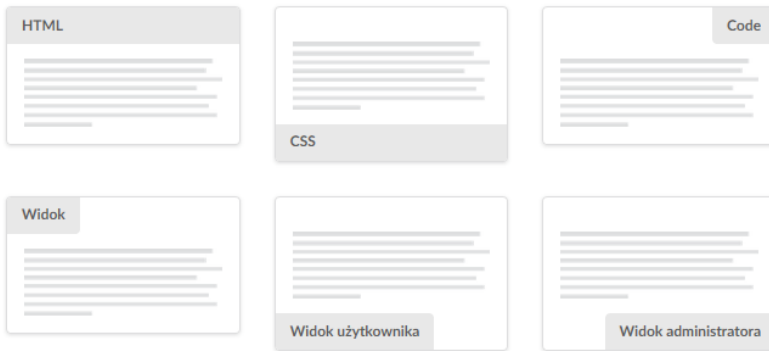 HTML
Code
CSS
Widok
Widok użytkownika
Widok administratora